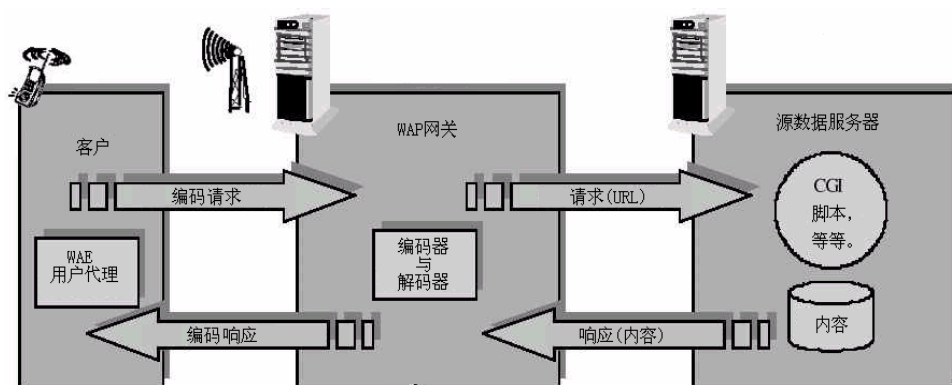 客户
WAP网关
源数据服务器
编码请求
请求(URL)
CGI
脚本，
等等。
WAE
用户代理
编码器
与
解码器
编码响应
响应(内容)
内容